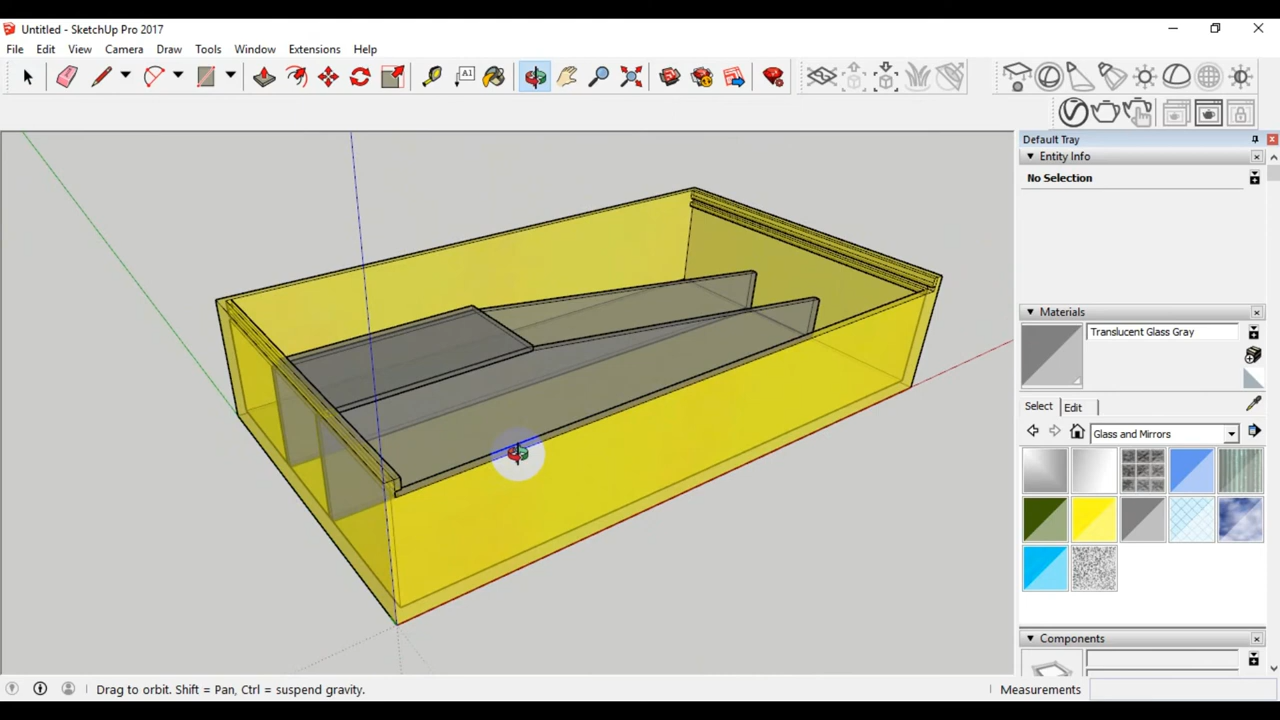 Untitled - SketchUp Pro 2017
File Edit View Camera Draw Tools Window Extensions Help
A1
Default Tray
Entity Info
No Selection
Materials
Translucent Glass Gray
Select Edit
Glass and Mirrors
Components
Drag to orbit. Shift = Pan, Ctrl = suspend gravity.
Measurements